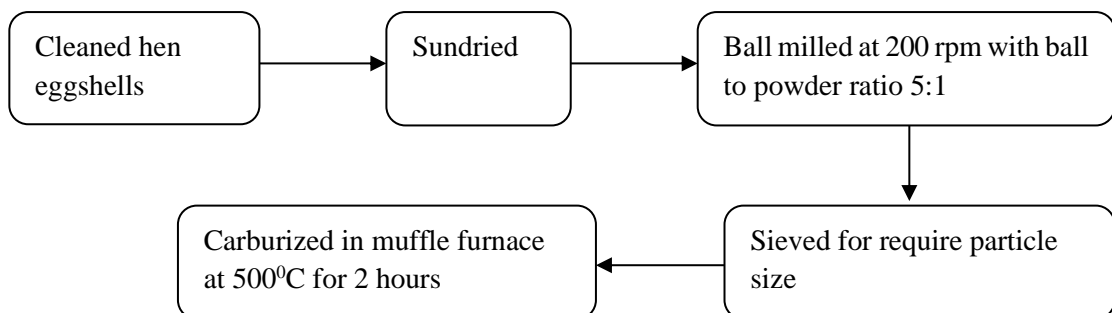 Cleaned hen
eggshells
Sundried
Ball milled at 200 rpm with ball
to powder ratio 5:1
Sieved for require particle
size
Carburized in muffle furnace
at 500⁰C for 2 hours